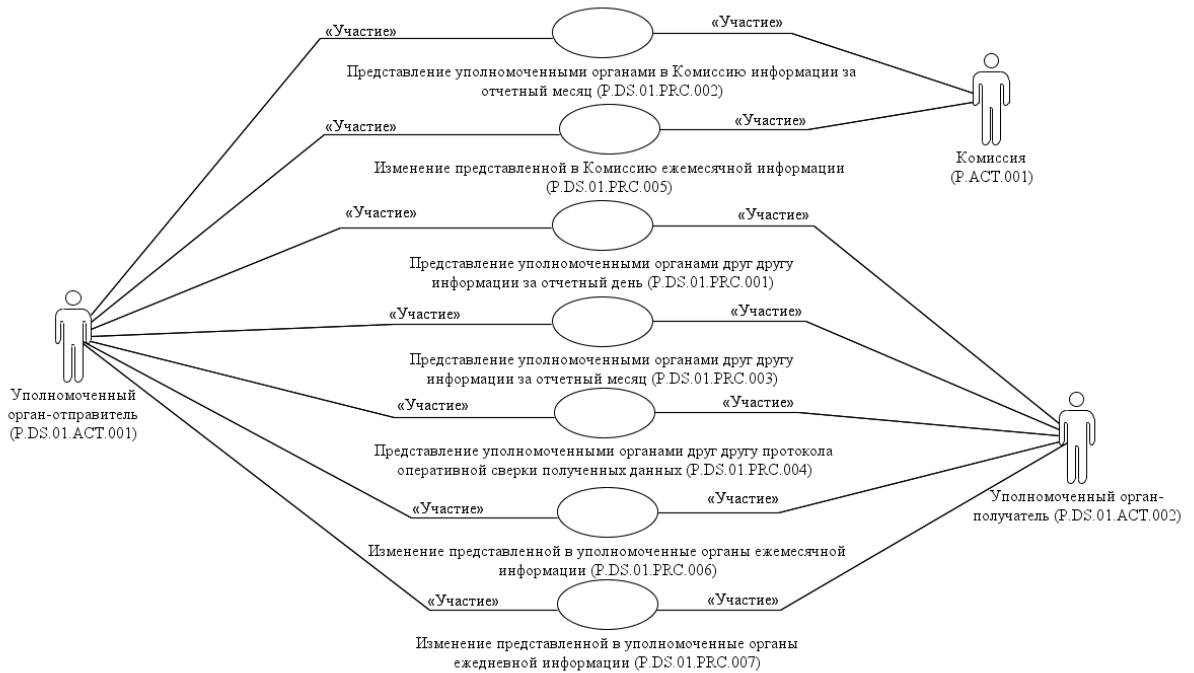 «Участие»
«Участие»
Представление уполномоченными органами в Комиссию информации за
отчетный месяц (P.DS.01.PRC.002)
«Участие»
«Участие»
Комиссия
(P.ACT.001)
Изменение представленной в Комиссию ежемесячной информации
(P.DS.01.PRC.005)
«Участие»
«Участие»
Представление уполномоченными органами друг другу
информации за отчетный день (P.DS.01.PRC.001)
«Участие»
«Участие»
Представление уполномоченными органами друг другу
информации за отчетный месяц (P.DS.01.PRC.003)
Уполномоченный
орган-отправитель
(P.DS.01.ACT.001)
«Участие»
«Участие»
Представление уполномоченными органами друг другу протокола
оперативной сверки полученных данных (P.DS.01.PRC.004)
«Участие»
«Участие»
Уполномоченный орган-
получатель (P.DS.01.ACT.002)
Изменение представленной в уполномоченные органы ежемесячной
информации (P.DS.01.PRC.006)
«Участие»
«Участие»
Изменение представленной в уполномоченные органы
ежедневной информации (P.DS.01.PRC.007)